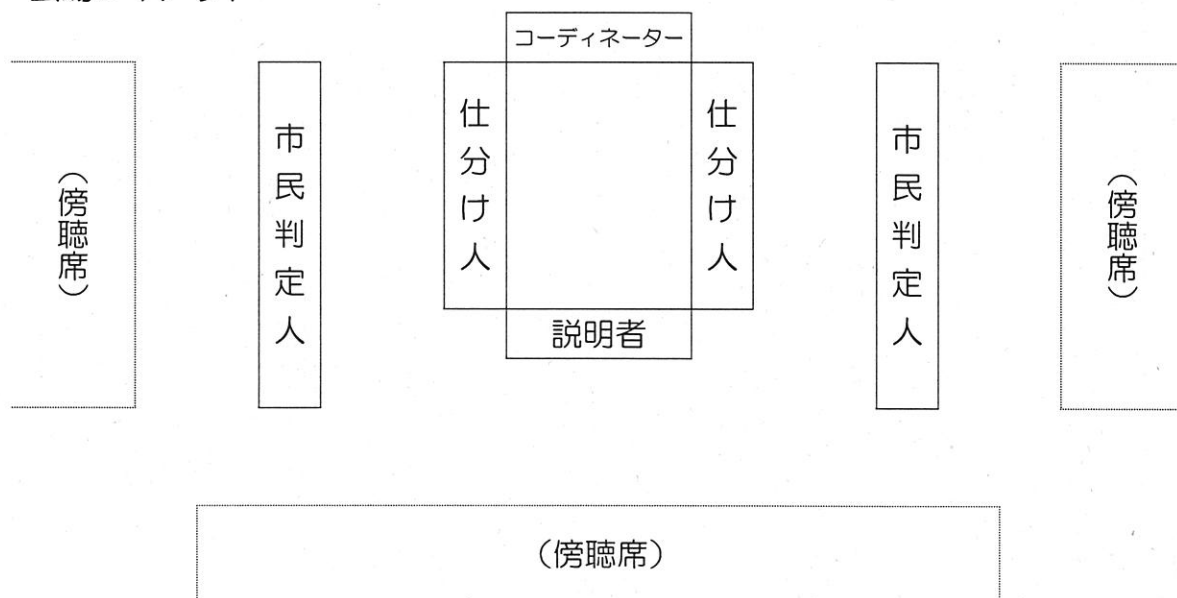 コーディネーター
(傍聴席)
市民判定人
仕分け人
仕分け人
市民判定人
(傍聴席)
説明者
(傍聴席)